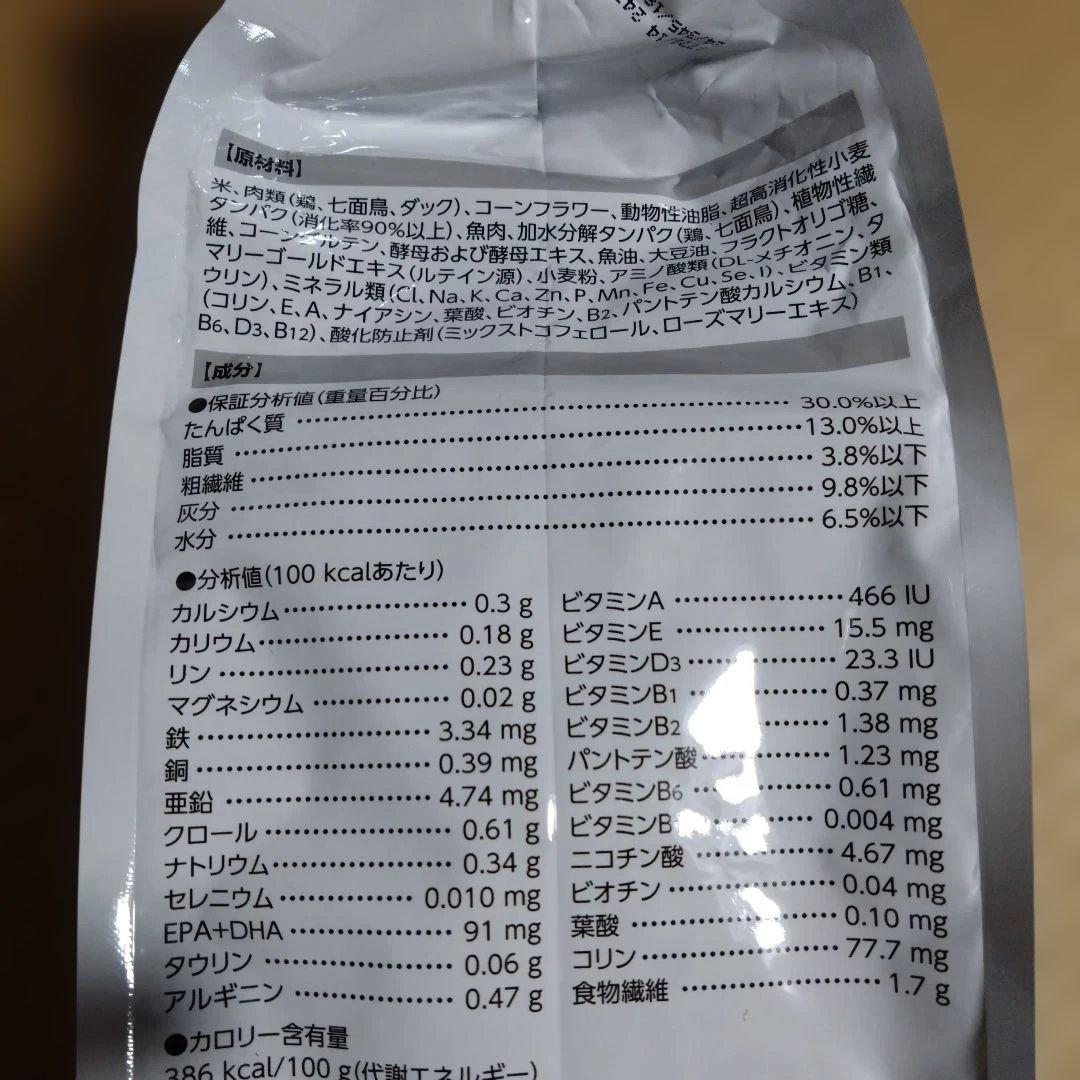 【原材料】
米、肉類(鶏、七面鳥、ダック)、コーンフラワー、動物性油脂、超高消化性小麦
タンパク(消化率90%以上)、魚肉、加水分解タンパク(鶏、七面鳥)、植物性繊
維、コーングルテン、酵母および酵母エキス、魚油、大豆油、フラクトオリゴ糖、
マリーゴールドエキス(ルテイン源)、小麦粉、アミノ酸類(DL-メチオニン、タ
ウリン)、ミネラル類(Cl、Na、K、Ca、Zn、P、Mn、Fe、Cu、Se、I)、ビタミン類
(コリン、E、A、ナイアシン、葉酸、ビオチン、B2、パントテン酸カルシウム、B1、
B6、D3、B12)、酸化防止剤(ミックストコフェロール、ローズマリーエキス)
【成分】
●保証分析値(重量百分比)
たんぱく質 30.0%以上
脂質 13.0%以上
粗繊維 3.8%以下
灰分 9.8%以下
水分 6.5%以下
●分析値(100 kcalあたり)
カルシウム 0.3 g
カリウム 0.18 g
リン 0.23 g
マグネシウム 0.02 g
鉄 3.34 mg
銅 0.39 mg
亜鉛 4.74 mg
クロール 0.61 g
ナトリウム 0.34 g
セレニウム 0.010 mg
EPA+DHA 91 mg
タウリン 0.06 g
アルギニン 0.47 g
ビタミンA 466 IU
ビタミンE 15.5 mg
ビタミンD3 23.3 IU
ビタミンB1 0.37 mg
ビタミンB2 1.38 mg
パントテン酸 1.23 mg
ビタミンB6 0.61 mg
ビタミンB 0.004 mg
ニコチン酸 4.67 mg
ビオチン 0.04 mg
葉酸 0.10 mg
コリン 77.7 mg
食物繊維 1.7 g
●カロリー含有量
386 kcal/100 g(代謝エネルギー)